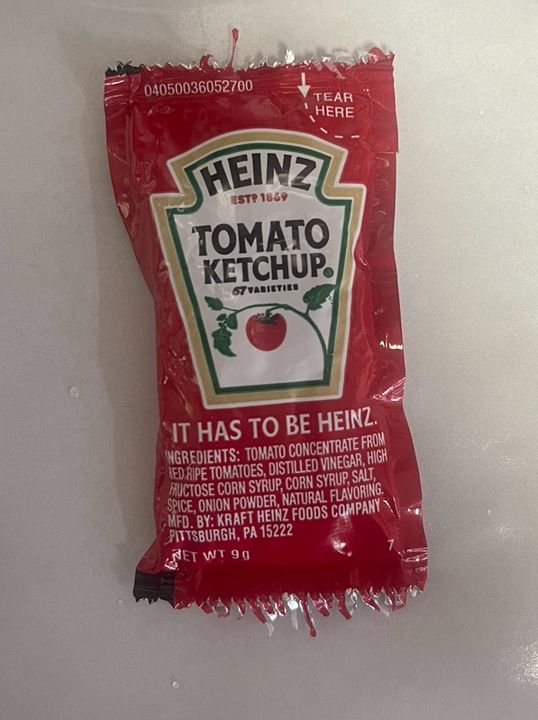 04050036052700
TEAR
HERE
HEINZ
ESTD 1869
TOMATO
KETCHUP®
57 VARIETIES
IT HAS TO BE HEINZ.
INGREDIENTS: TOMATO CONCENTRATE FROM
RED RIPE TOMATOES, DISTILLED VINEGAR, HIGH
FRUCTOSE CORN SYRUP, CORN SYRUP, SALT,
SPICE, ONION POWDER, NATURAL FLAVORING.
MFD. BY: KRAFT HEINZ FOODS COMPANY
PITTSBURGH, PA 15222
NET WT 9g
7